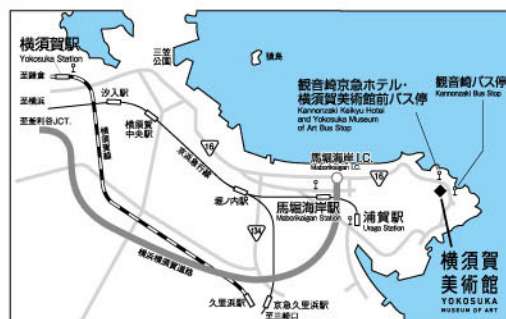 横須賀駅
Yokosuka Station
至鎌倉
至横浜
至釜利谷JCT.
汐入駅
横須賀
中央駅
横須賀線
京浜急行線
三笠
公園
猿島
16
観音崎京急ホテル・
横須賀美術館前バス停
Kannonzaki Keikyu Hotel
and Yokosuka Museum
of Art Bus Stop
観音崎バス停
Kannonzaki Bus Stop
馬堀海岸I.C.
Maborikaigan I.C.
16
堀ノ内駅
馬堀海岸駅
Maborikaigan Station
浦賀駅
Uraga Station
134
横浜横須賀道路
久里浜駅
京急久里浜駅
至三崎口
横須賀
美術館
YOKOSUKA
MUSEUM OF ART